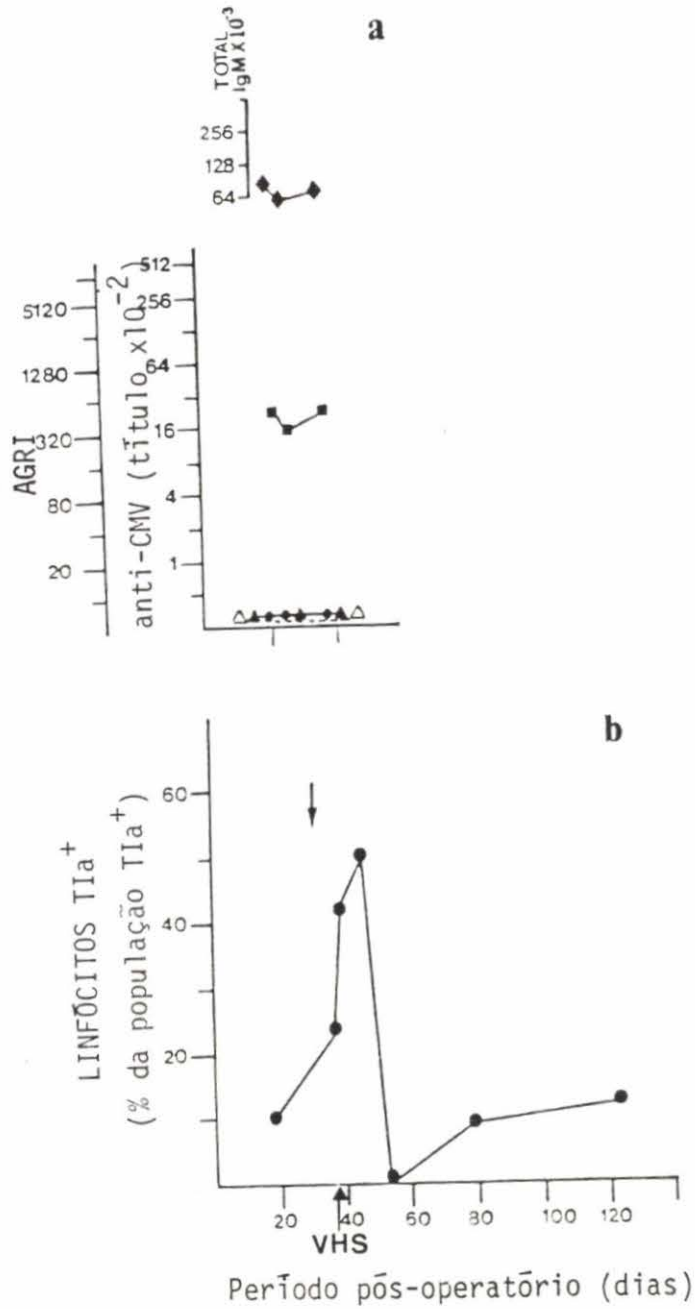 a
TOTAL
IgM X10-3
256
128
64
AGRI
5120
1280
320
80
20
anti-CMV (título x10-2)
512
256
64
16
4
1
b
LINFÓCITOS TIa+
(% da população TIa+)
60
40
20
20 40 60 80 100 120
VHS
Período pós-operatório (dias)